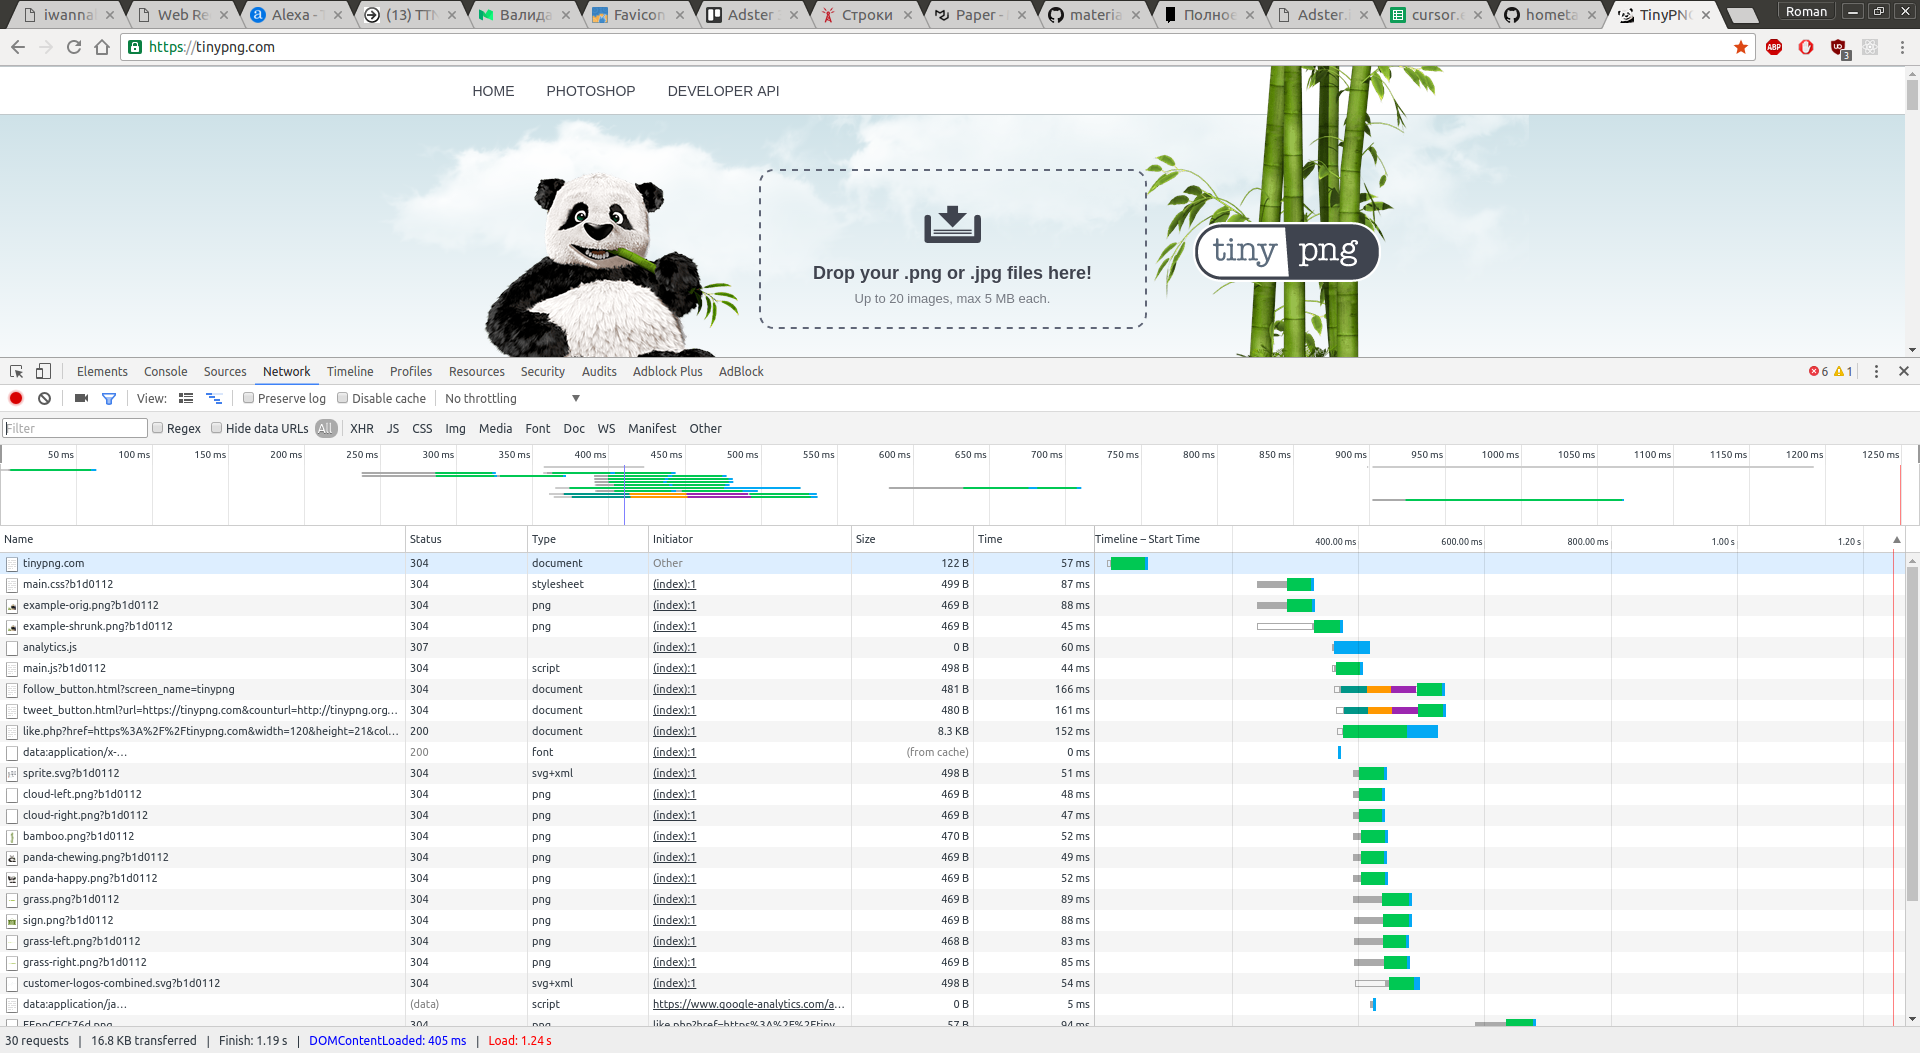 iwanna Web Re Alexa - (13) TTN Валида Favicon Adster Строки Paper - materia Полное Adster. cursor.e hometa TinyPNG Roman
https://tinypng.com
HOME PHOTOSHOP DEVELOPER API
Drop your .png or .jpg files here!
Up to 20 images, max 5 MB each.
tiny png
Elements Console Sources Network Timeline Profiles Resources Security Audits Adblock Plus AdBlock 6 1
View: Preserve log Disable cache No throttling
Filter Regex Hide data URLs All XHR JS CSS Img Media Font Doc WS Manifest Other
50 ms 100 ms 150 ms 200 ms 250 ms 300 ms 350 ms 400 ms 450 ms 500 ms 550 ms 600 ms 650 ms 700 ms 750 ms 800 ms 850 ms 900 ms 950 ms 1000 ms 1050 ms 1100 ms 1150 ms 1200 ms 1250 ms
Name Status Type Initiator Size Time Timeline – Start Time 400.00 ms 600.00 ms 800.00 ms 1.00 s 1.20 s
tinypng.com 304 document Other 122 B 57 ms
main.css?b1d0112 304 stylesheet (index):1 499 B 87 ms
example-orig.png?b1d0112 304 png (index):1 469 B 88 ms
example-shrunk.png?b1d0112 304 png (index):1 469 B 45 ms
analytics.js 307 (index):1 0 B 60 ms
main.js?b1d0112 304 script (index):1 498 B 44 ms
follow_button.html?screen_name=tinypng 304 document (index):1 481 B 166 ms
tweet_button.html?url=https://tinypng.com&counturl=http://tinypng.org... 304 document (index):1 480 B 161 ms
like.php?href=https%3A%2F%2Ftinypng.com&width=120&height=21&col... 200 document (index):1 8.3 KB 152 ms
data:application/x-... 200 font (index):1 (from cache) 0 ms
sprite.svg?b1d0112 304 svg+xml (index):1 498 B 51 ms
cloud-left.png?b1d0112 304 png (index):1 469 B 48 ms
cloud-right.png?b1d0112 304 png (index):1 469 B 47 ms
bamboo.png?b1d0112 304 png (index):1 470 B 52 ms
panda-chewing.png?b1d0112 304 png (index):1 469 B 49 ms
panda-happy.png?b1d0112 304 png (index):1 469 B 52 ms
grass.png?b1d0112 304 png (index):1 469 B 89 ms
sign.png?b1d0112 304 png (index):1 469 B 88 ms
grass-left.png?b1d0112 304 png (index):1 468 B 83 ms
grass-right.png?b1d0112 304 png (index):1 469 B 85 ms
customer-logos-combined.svg?b1d0112 304 svg+xml (index):1 498 B 54 ms
data:application/ja... (data) script https://www.google-analytics.com/a... 0 B 5 ms
304 png like.php?href=https%3A%2F%2Ftiny... 57 B 94 ms
30 requests | 16.8 KB transferred | Finish: 1.19 s | DOMContentLoaded: 405 ms | Load: 1.24 s